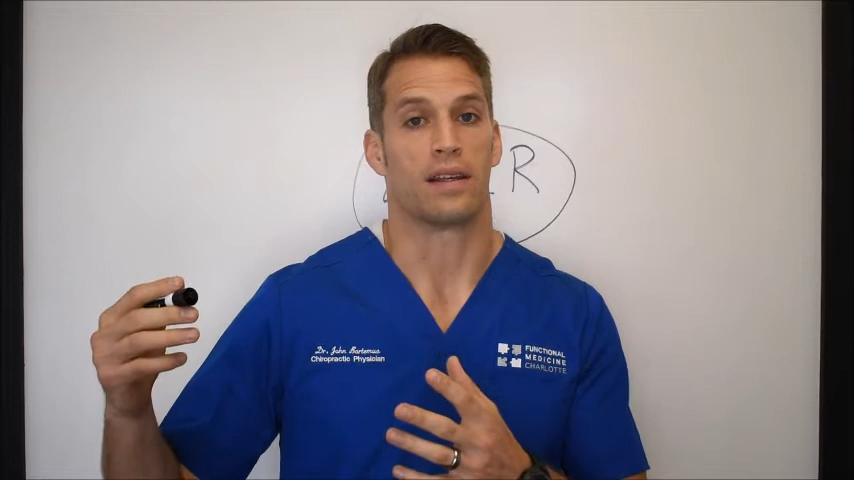 R
Dr. John Bartemus
Chiropractic Physician
FUNCTIONAL
MEDICINE
CHARLOTTE